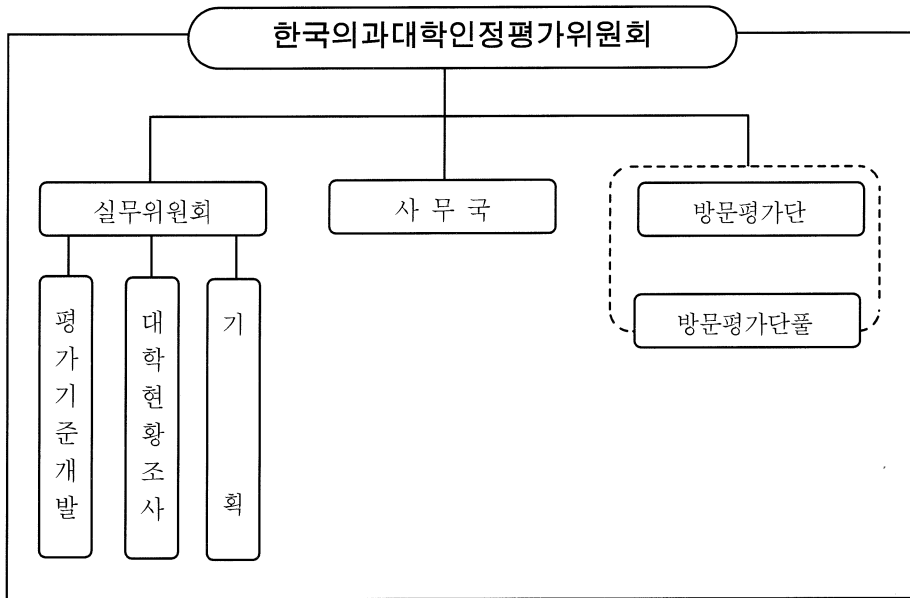 한국의과대학인정평가위원회
실무위원회
사 무 국
방문평가단
방문평가단풀
평가기준개발
대학현황조사
기 획